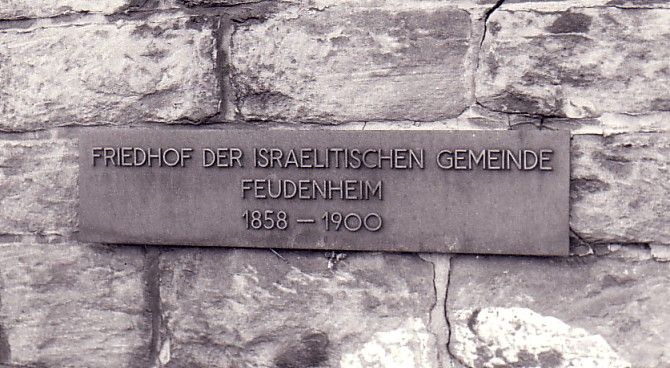 FRIEDHOF DER ISRAELITISCHEN GEMEINDE
FEUDENHEIM
1858 – 1900